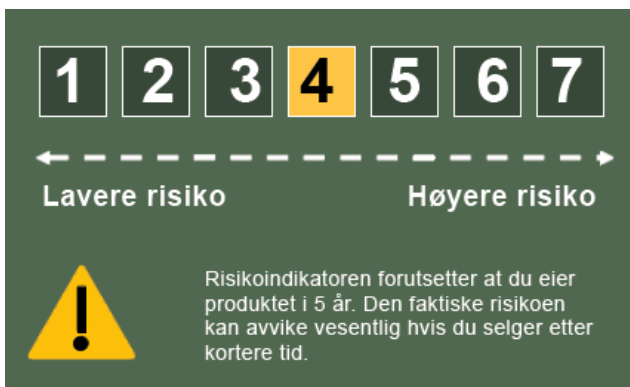 1 2 3 4 5 6 7
Lavere risiko Høyere risiko
Risikoindikatoren forutsetter at du eier
produktet i 5 år. Den faktiske risikoen
kan avvike vesentlig hvis du selger etter
kortere tid.